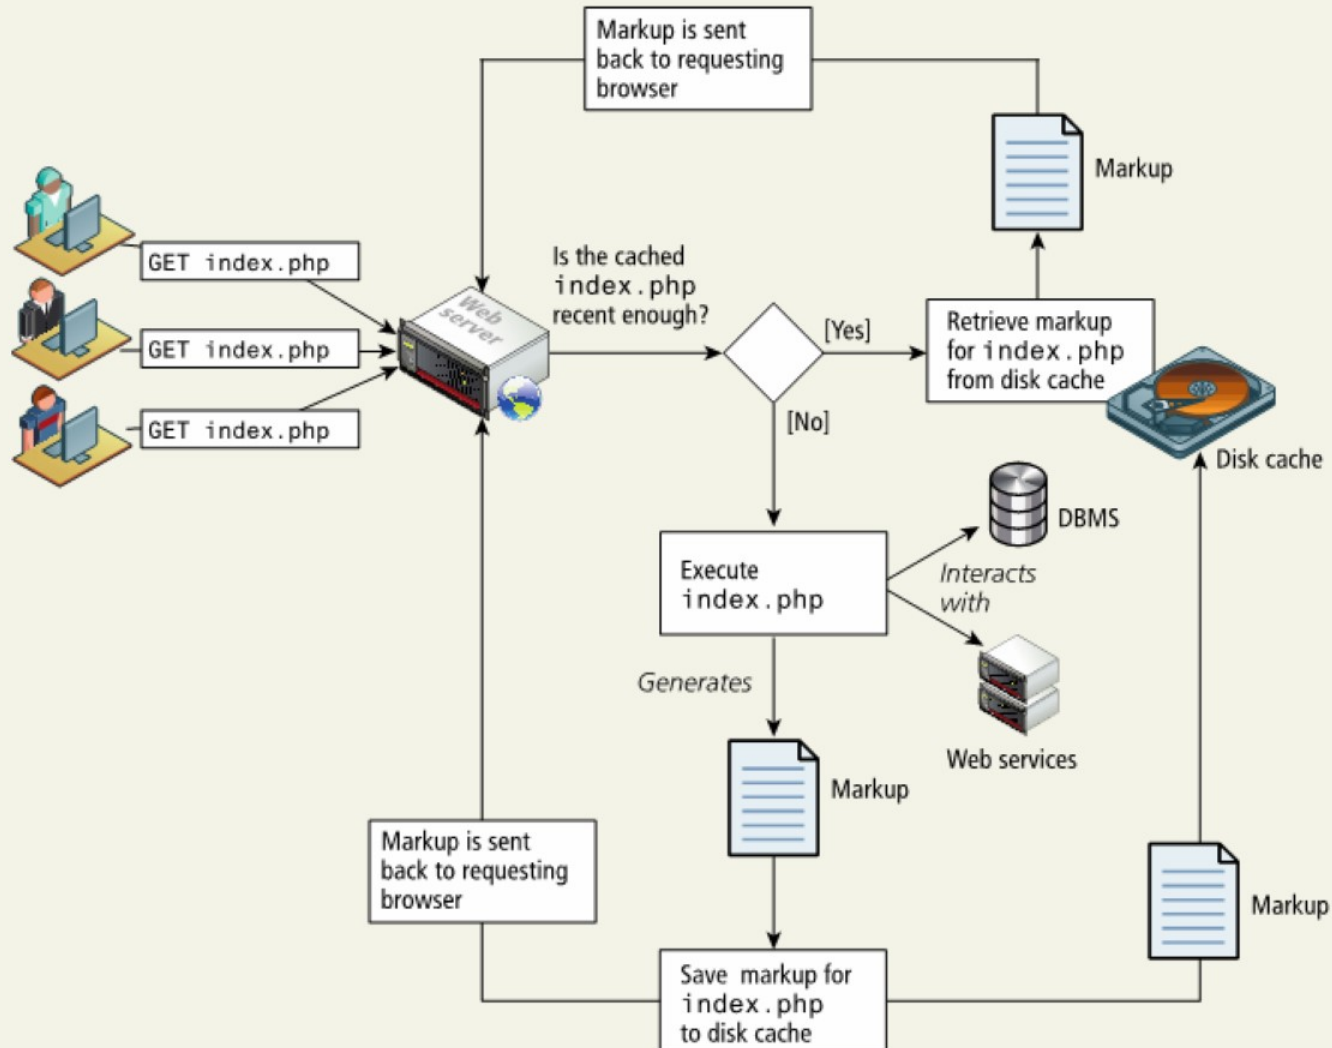 Markup is sent
back to requesting
browser
Markup
GET index.php
GET index.php
GET index.php
Web
server
Is the cached
index.php
recent enough?
[Yes]
[No]
Retrieve markup
for index.php
from disk cache
Disk cache
DBMS
Interacts
with
Execute
index.php
Web services
Generates
Markup
Markup is sent
back to requesting
browser
Markup
Save markup for
index.php
to disk cache